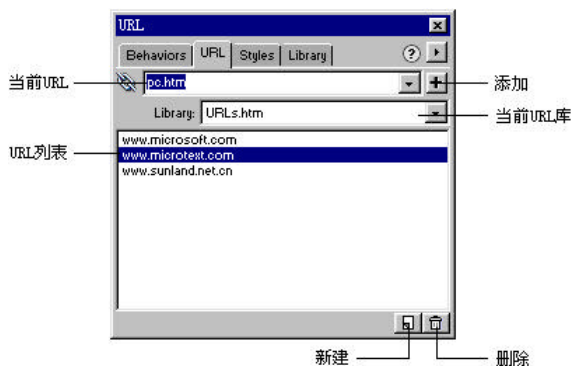 URL
Behaviors URL Styles Library ?
当前URL pc.htm 添加
Library: URLs.htm 当前URL库
www.microsoft.com
URL列表 www.microtext.com
www.sunland.net.cn
新建 删除